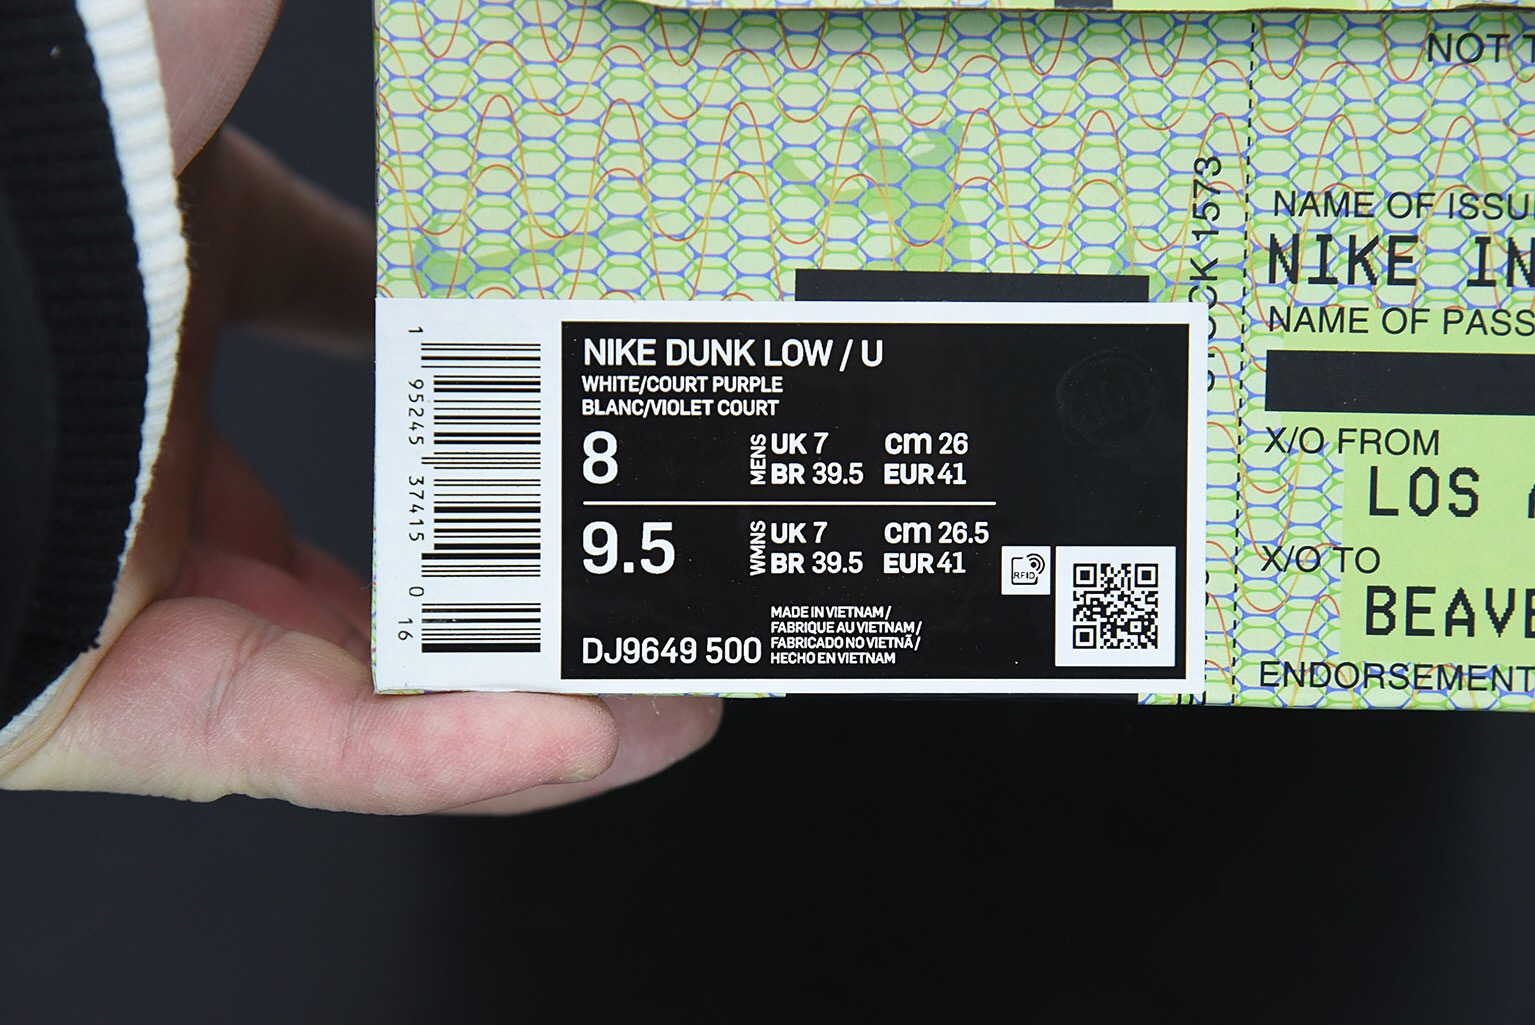 NOT
STOCK 1573
NAME OF ISSU
NIKE IN
NAME OF PASS
X/O FROM
LOS
X/O TO
BEAVE
ENDORSEMENT
1 95245 37415 0
16
NIKE DUNK LOW / U
WHITE/COURT PURPLE
BLANC/VIOLET COURT
8 MENS UK 7 cm 26
BR 39.5 EUR 41
9.5 WMNS UK 7 cm 26.5
BR 39.5 EUR 41
RFID
DJ9649 500
MADE IN VIETNAM /
FABRIQUE AU VIETNAM /
FABRICADO NO VIETNÃ /
HECHO EN VIETNAM